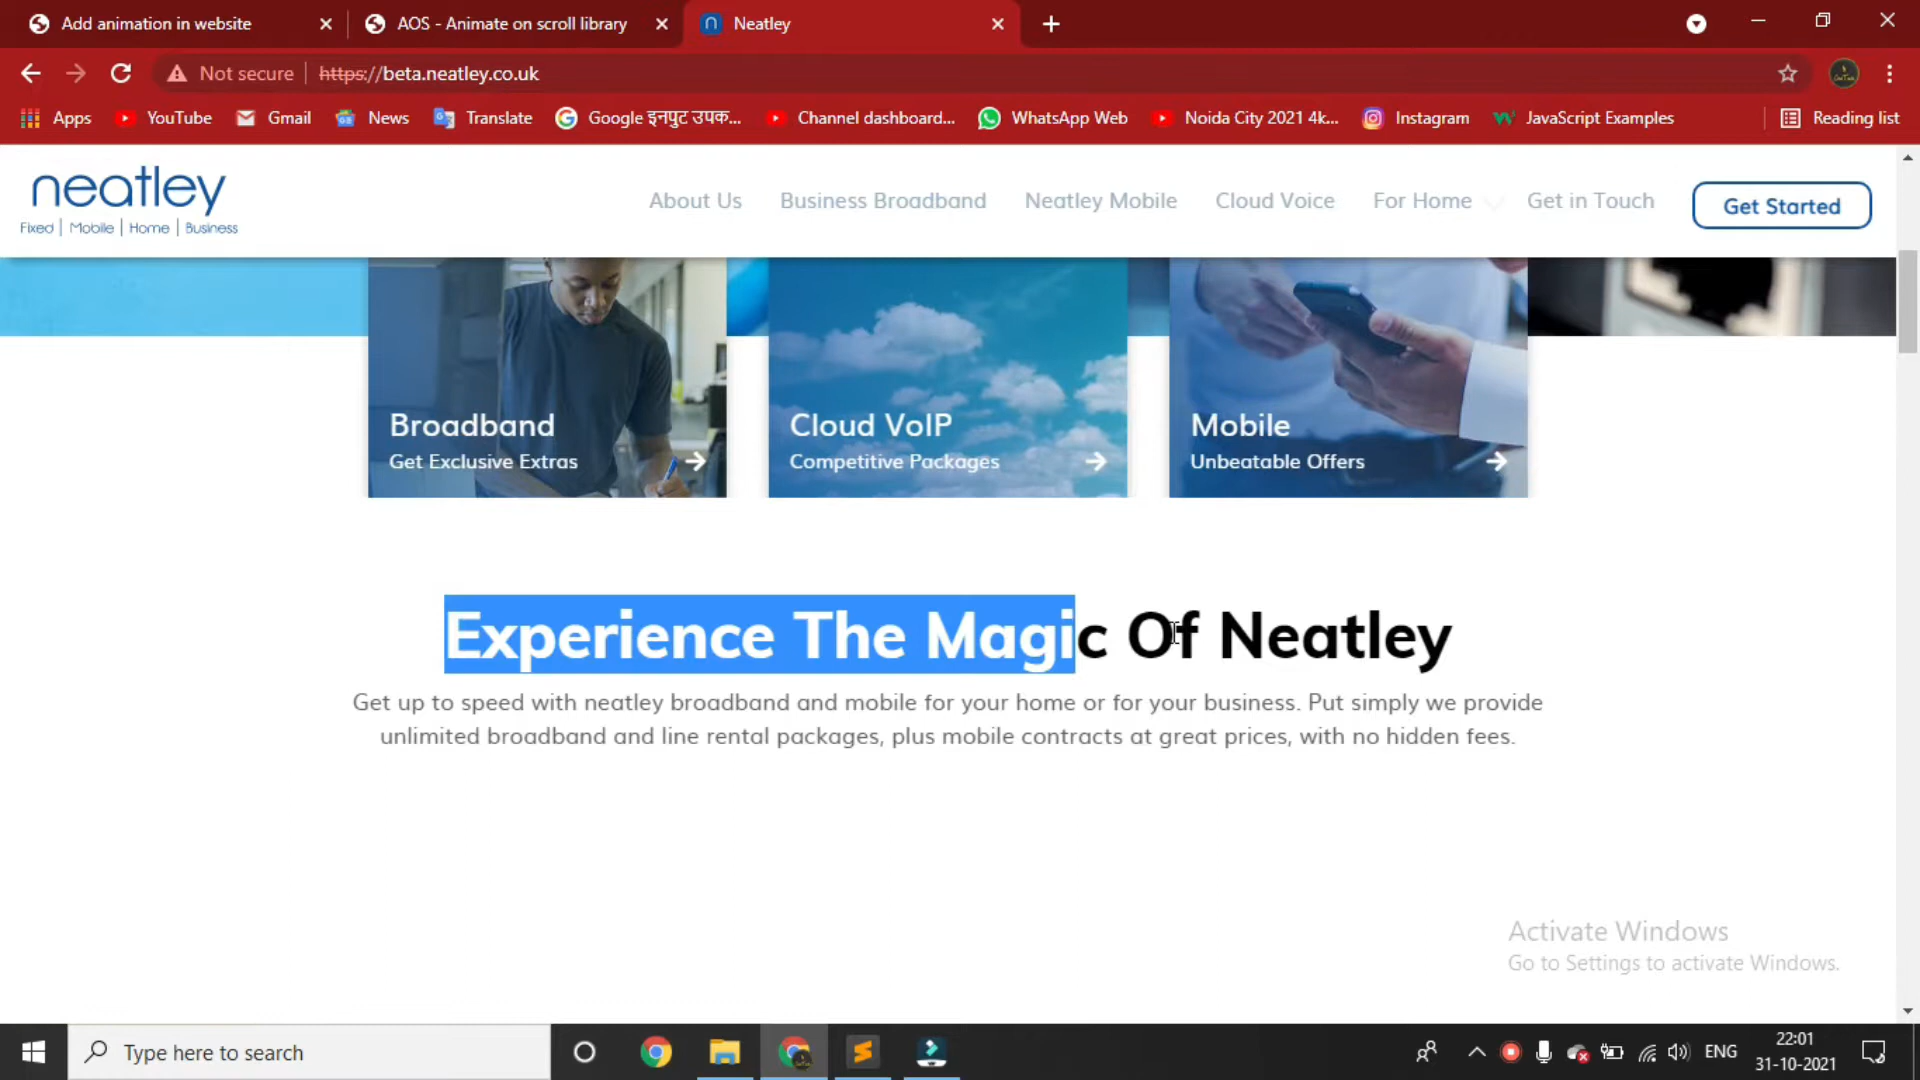 Add animation in website
AOS - Animate on scroll library
Neatley
Not secure
https://beta.neatley.co.uk
Apps
YouTube
Gmail
News
Translate
Google इनपुट उपक...
Channel dashboard...
WhatsApp Web
Noida City 2021 4k...
Instagram
JavaScript Examples
Reading list
neatley
Fixed | Mobile | Home | Business
About Us
Business Broadband
Neatley Mobile
Cloud Voice
For Home
Get in Touch
Get Started
Broadband
Get Exclusive Extras
Cloud VoIP
Competitive Packages
Mobile
Unbeatable Offers
Experience The Magic Of Neatley
Get up to speed with neatley broadband and mobile for your home or for your business. Put simply we provide
unlimited broadband and line rental packages, plus mobile contracts at great prices, with no hidden fees.
Activate Windows
Go to Settings to activate Windows.
Type here to search
ENG
22:01
31-10-2021